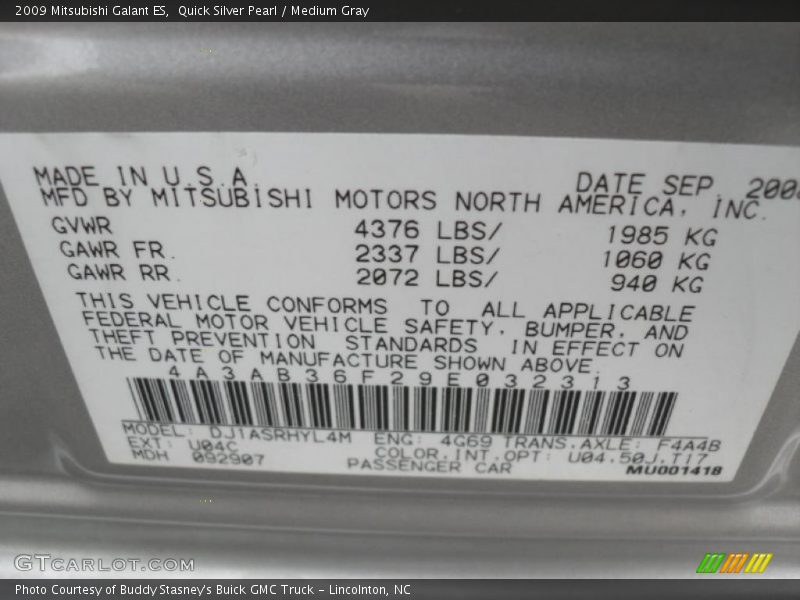 2009 Mitsubishi Galant ES,  Quick Silver Pearl / Medium Gray
MADE IN U.S.A. DATE SEP.
MFD BY MITSUBISHI MOTORS NORTH AMERICA, INC.
GVWR 4376 LBS/ 1985 KG
GAWR FR. 2337 LBS/ 1060 KG
GAWR RR. 2072 LBS/ 940 KG
THIS VEHICLE CONFORMS TO ALL APPLICABLE
FEDERAL MOTOR VEHICLE SAFETY, BUMPER, AND
THEFT PREVENTION STANDARDS IN EFFECT ON
THE DATE OF MANUFACTURE SHOWN ABOVE.
4A3AB36F29E032313
MODEL: DJ1ASRHYL4M ENG: 4G69 TRANS.AXLE: F4A4B
EXT: U04C COLOR.INT.OPT: U04.50J.T17
MDH 092907 PASSENGER CAR MU001418
GTCARLOT.COM
Photo Courtesy of Buddy Stasney's Buick GMC Truck - Lincolnton, NC